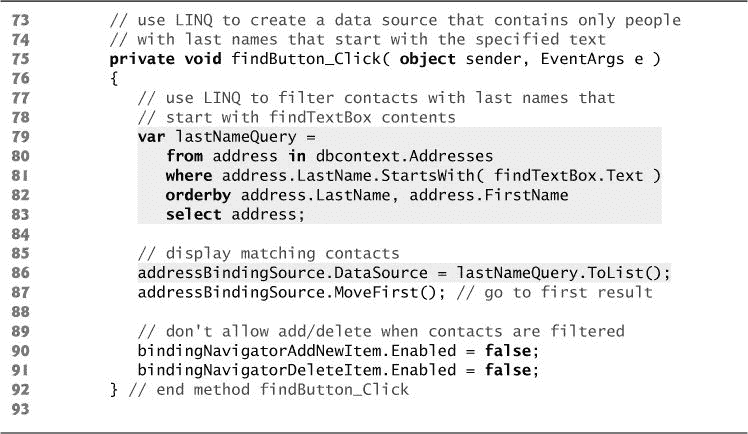 73 // use LINQ to create a data source that contains only people
74 // with last names that start with the specified text
75 private void findButton_Click( object sender, EventArgs e )
76 {
77 // use LINQ to filter contacts with last names that
78 // start with findTextBox contents
79 var lastNameQuery =
80 from address in dbcontext.Addresses
81 where address.LastName.StartsWith( findTextBox.Text )
82 orderby address.LastName, address.FirstName
83 select address;
84
85 // display matching contacts
86 addressBindingSource.DataSource = lastNameQuery.ToList();
87 addressBindingSource.MoveFirst(); // go to first result
88
89 // don't allow add/delete when contacts are filtered
90 bindingNavigatorAddNewItem.Enabled = false;
91 bindingNavigatorDeleteItem.Enabled = false;
92 } // end method findButton_Click
93